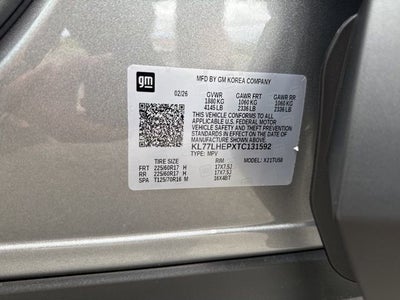 gm
MFD BY GM KOREA COMPANY
02/26 GVWR GAWR FRT GAWR RR
1880 KG 1060 KG 1060 KG
4145 LB 2336 LB 2336 LB
THIS VEHICLE CONFORMS TO ALL
APPLICABLE U.S. FEDERAL MOTOR
VEHICLE SAFETY, BUMPER, AND THEFT PREVENTION
STANDARDS IN EFFECT ON THE DATE OF
MANUFACTURE SHOWN ABOVE.
KL77LHEPXTC131592
TYPE: MPV MODEL: X21TUSB
TIRE SIZE RIM
FRT 225/60R17 H 17X7.5J
RR 225/60R17 H 17X7.5J
SPA T125/70R16 M 16X4BT